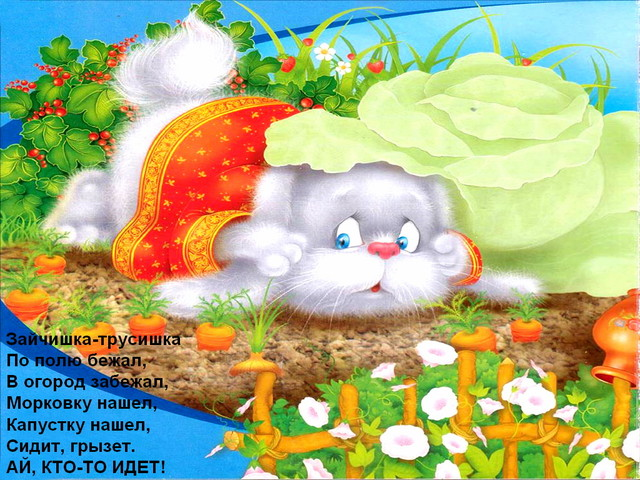 Зайчишка-трусишка
По полю бежал,
В огород забежал,
Морковку нашел,
Капустку нашел,
Сидит, грызет.
АЙ, КТО-ТО ИДЕТ!